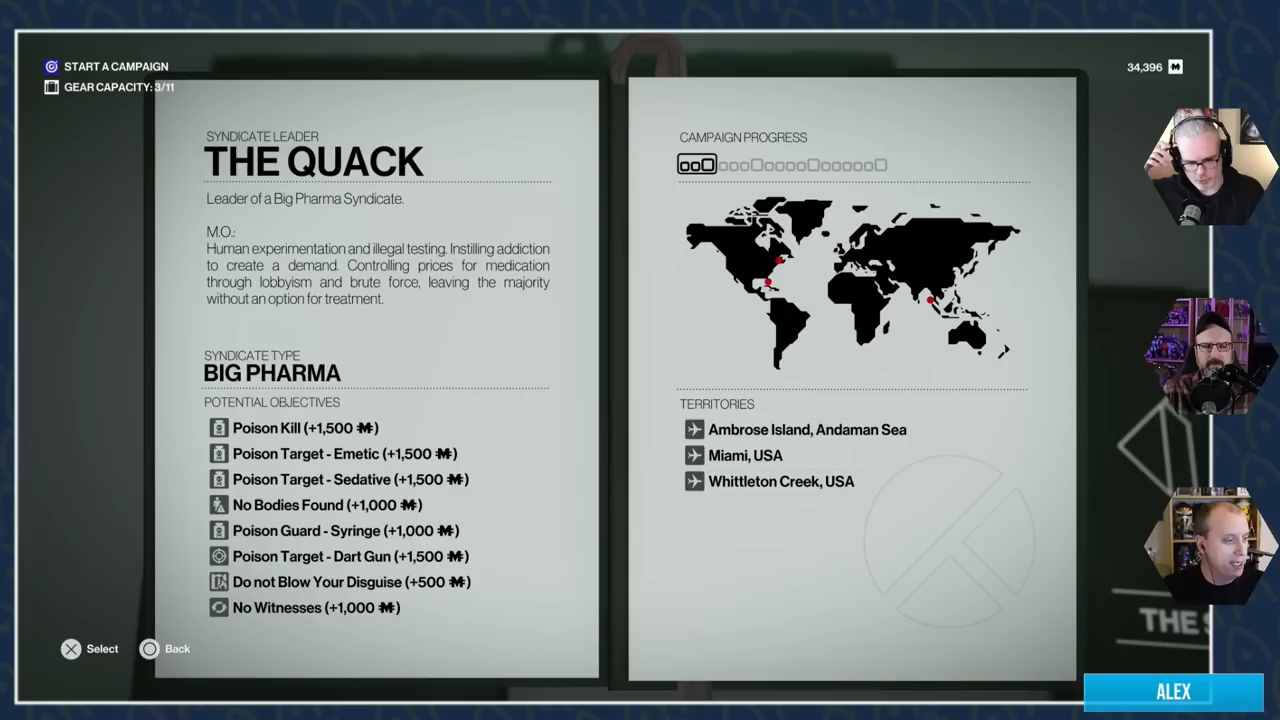 START A CAMPAIGN
GEAR CAPACITY: 3/11
34,396
SYNDICATE LEADER
THE QUACK
Leader of a Big Pharma Syndicate.
M.O.:
Human experimentation and illegal testing. Instilling addiction
to create a demand. Controlling prices for medication
through lobbyism and brute force, leaving the majority
without an option for treatment.
SYNDICATE TYPE
BIG PHARMA
POTENTIAL OBJECTIVES
Poison Kill (+1,500)
Poison Target - Emetic (+1,500)
Poison Target - Sedative (+1,500)
No Bodies Found (+1,000)
Poison Guard - Syringe (+1,000)
Poison Target - Dart Gun (+1,500)
Do not Blow Your Disguise (+500)
No Witnesses (+1,000)
CAMPAIGN PROGRESS
TERRITORIES
Ambrose Island, Andaman Sea
Miami, USA
Whittleton Creek, USA
Select
Back
THE
ALEX